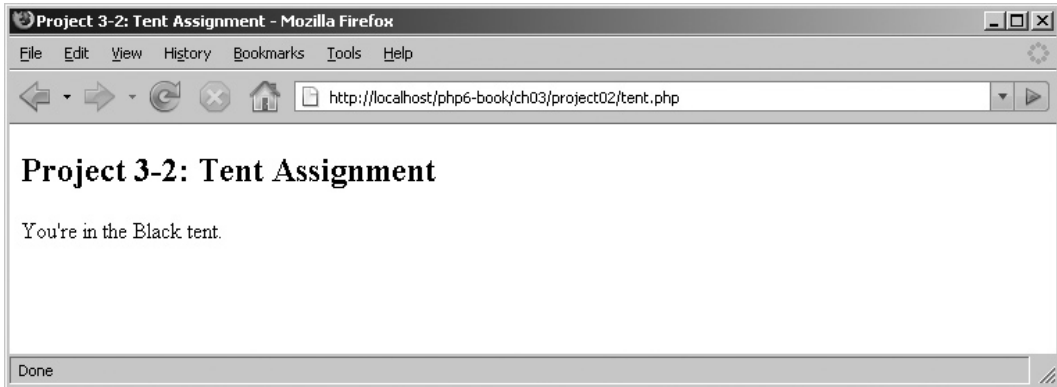 Project 3-2: Tent Assignment - Mozilla Firefox
File Edit View History Bookmarks Tools Help
http://localhost/php6-book/ch03/project02/tent.php
Project 3-2: Tent Assignment
You're in the Black tent.
Done